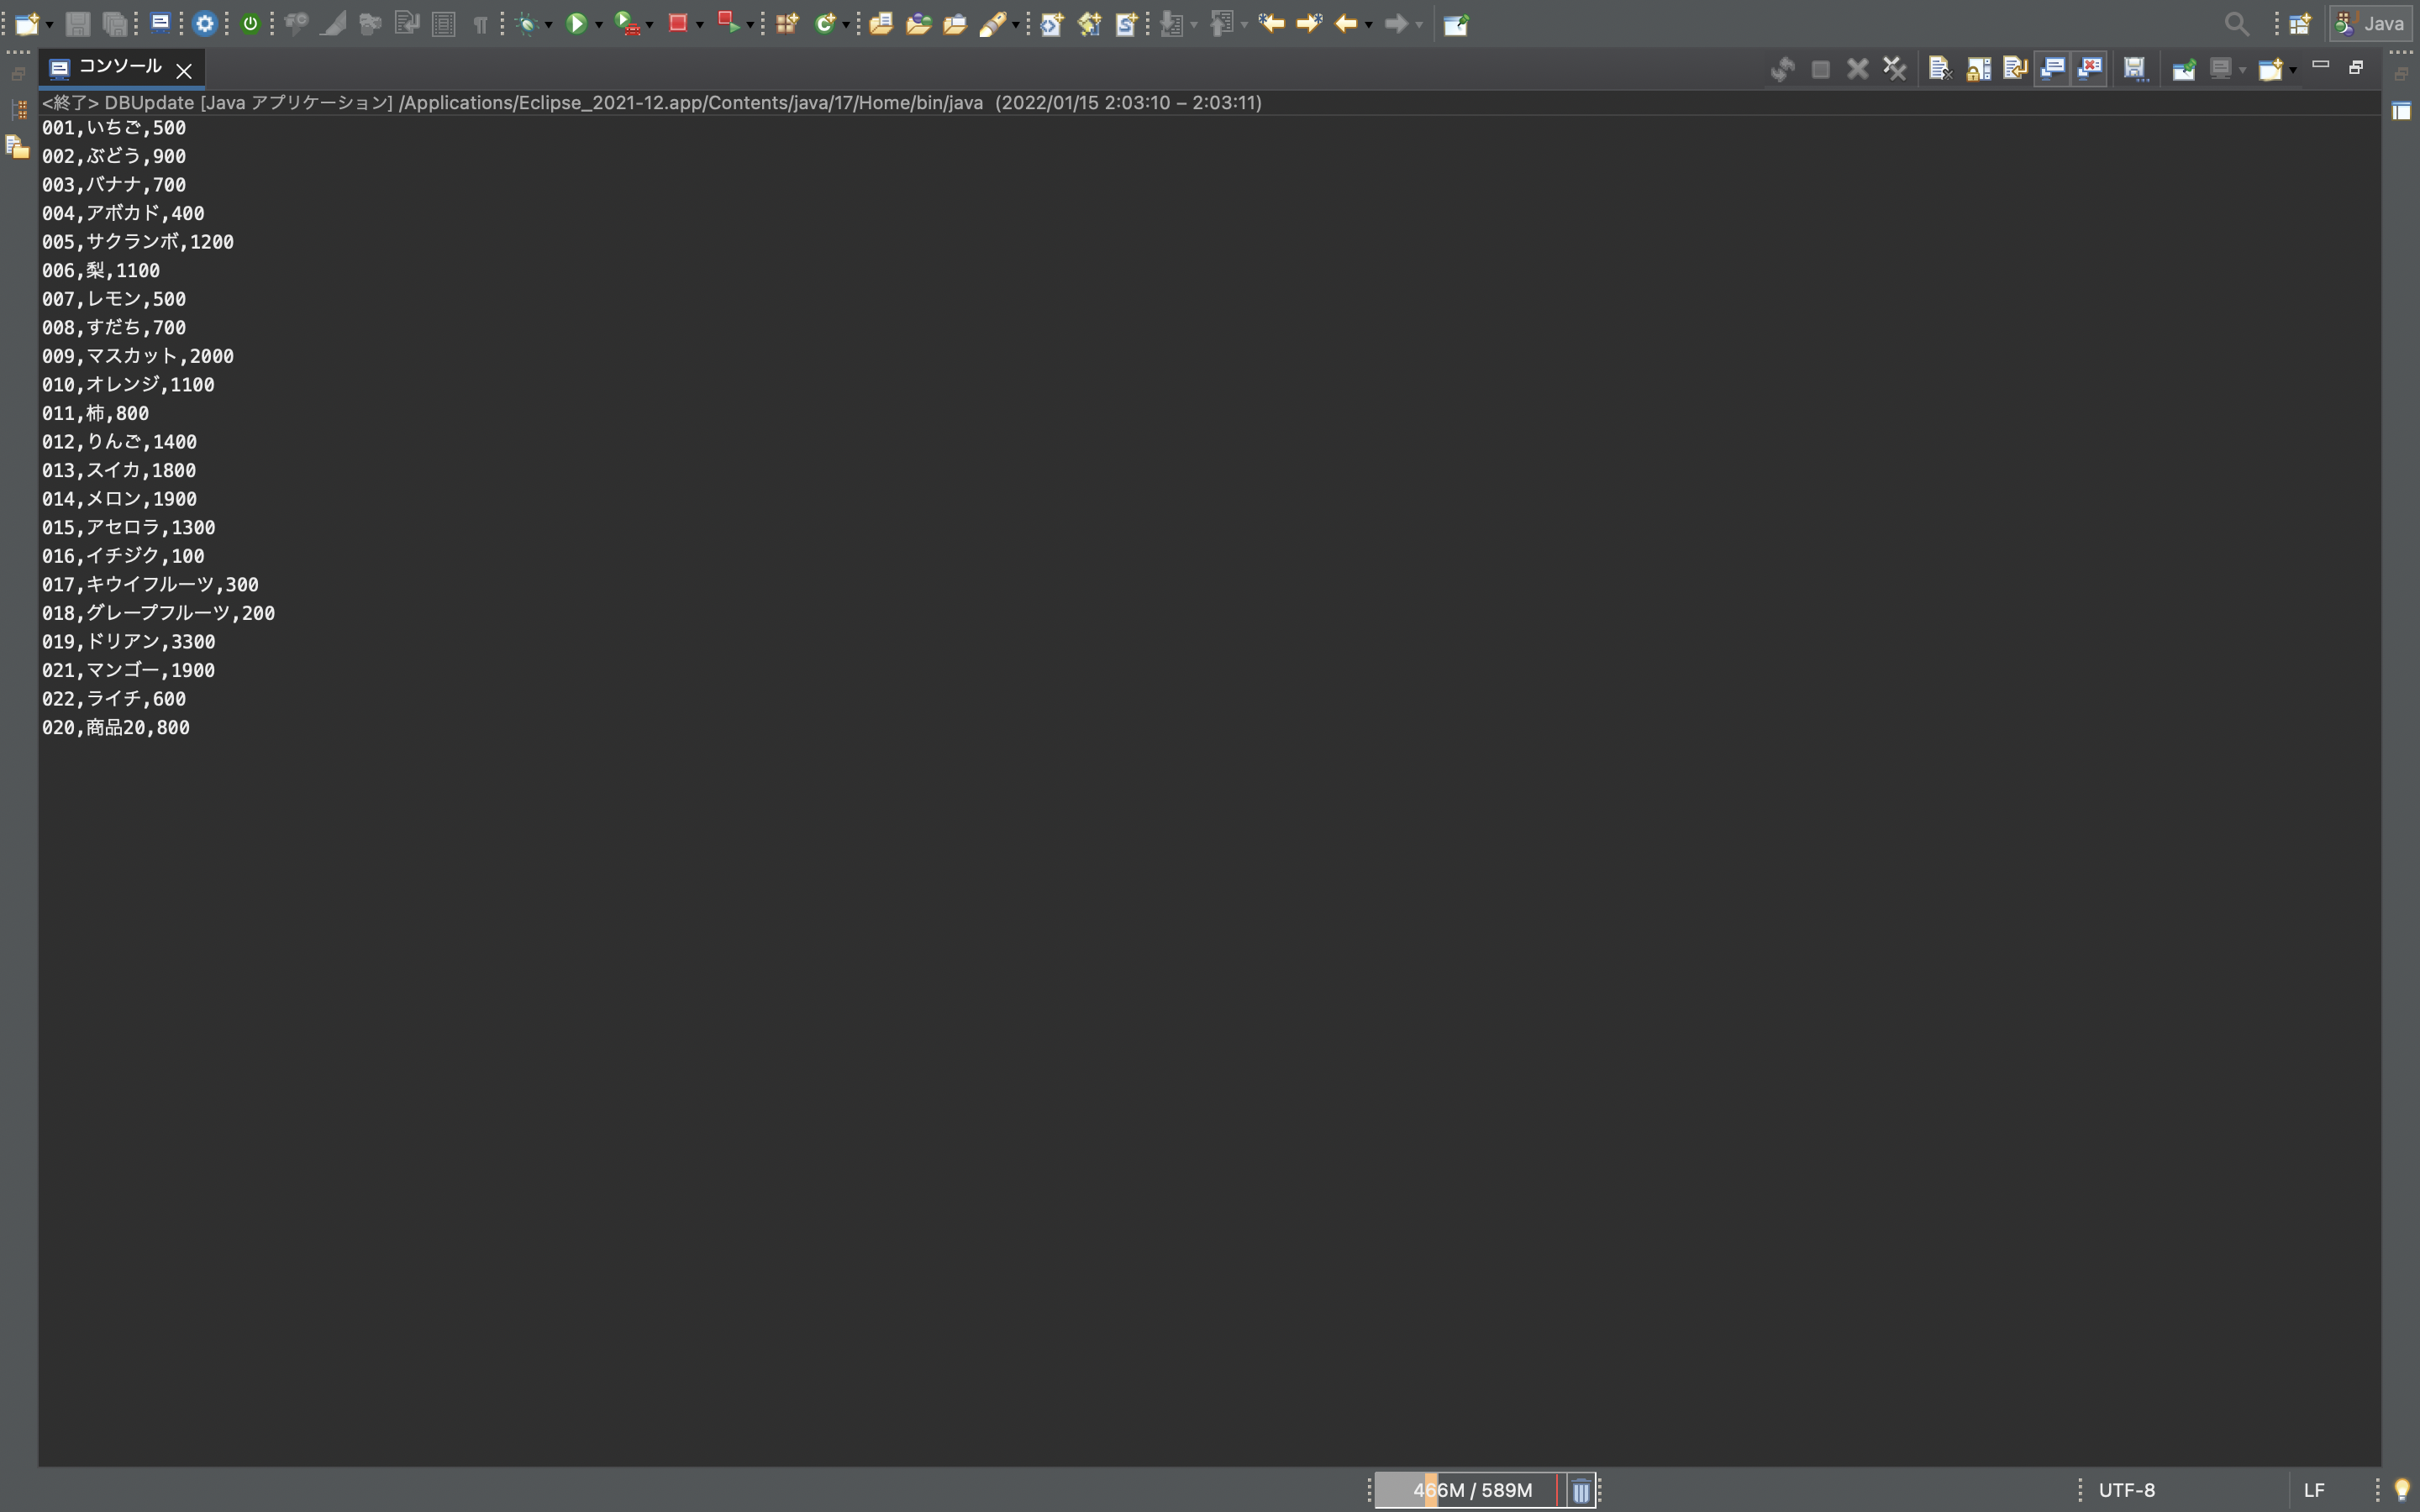 Java
コンソール
<終了> DBUpdate [Java アプリケーション] /Applications/Eclipse_2021-12.app/Contents/java/17/Home/bin/java (2022/01/15 2:03:10 – 2:03:11)
001,いちご,500
002,ぶどう,900
003,バナナ,700
004,アボカド,400
005,サクランボ,1200
006,梨,1100
007,レモン,500
008,すだち,700
009,マスカット,2000
010,オレンジ,1100
011,柿,800
012,りんご,1400
013,スイカ,1800
014,メロン,1900
015,アセロラ,1300
016,イチジク,100
017,キウイフルーツ,300
018,グレープフルーツ,200
019,ドリアン,3300
021,マンゴー,1900
022,ライチ,600
020,商品20,800
466M / 589M
UTF-8
LF